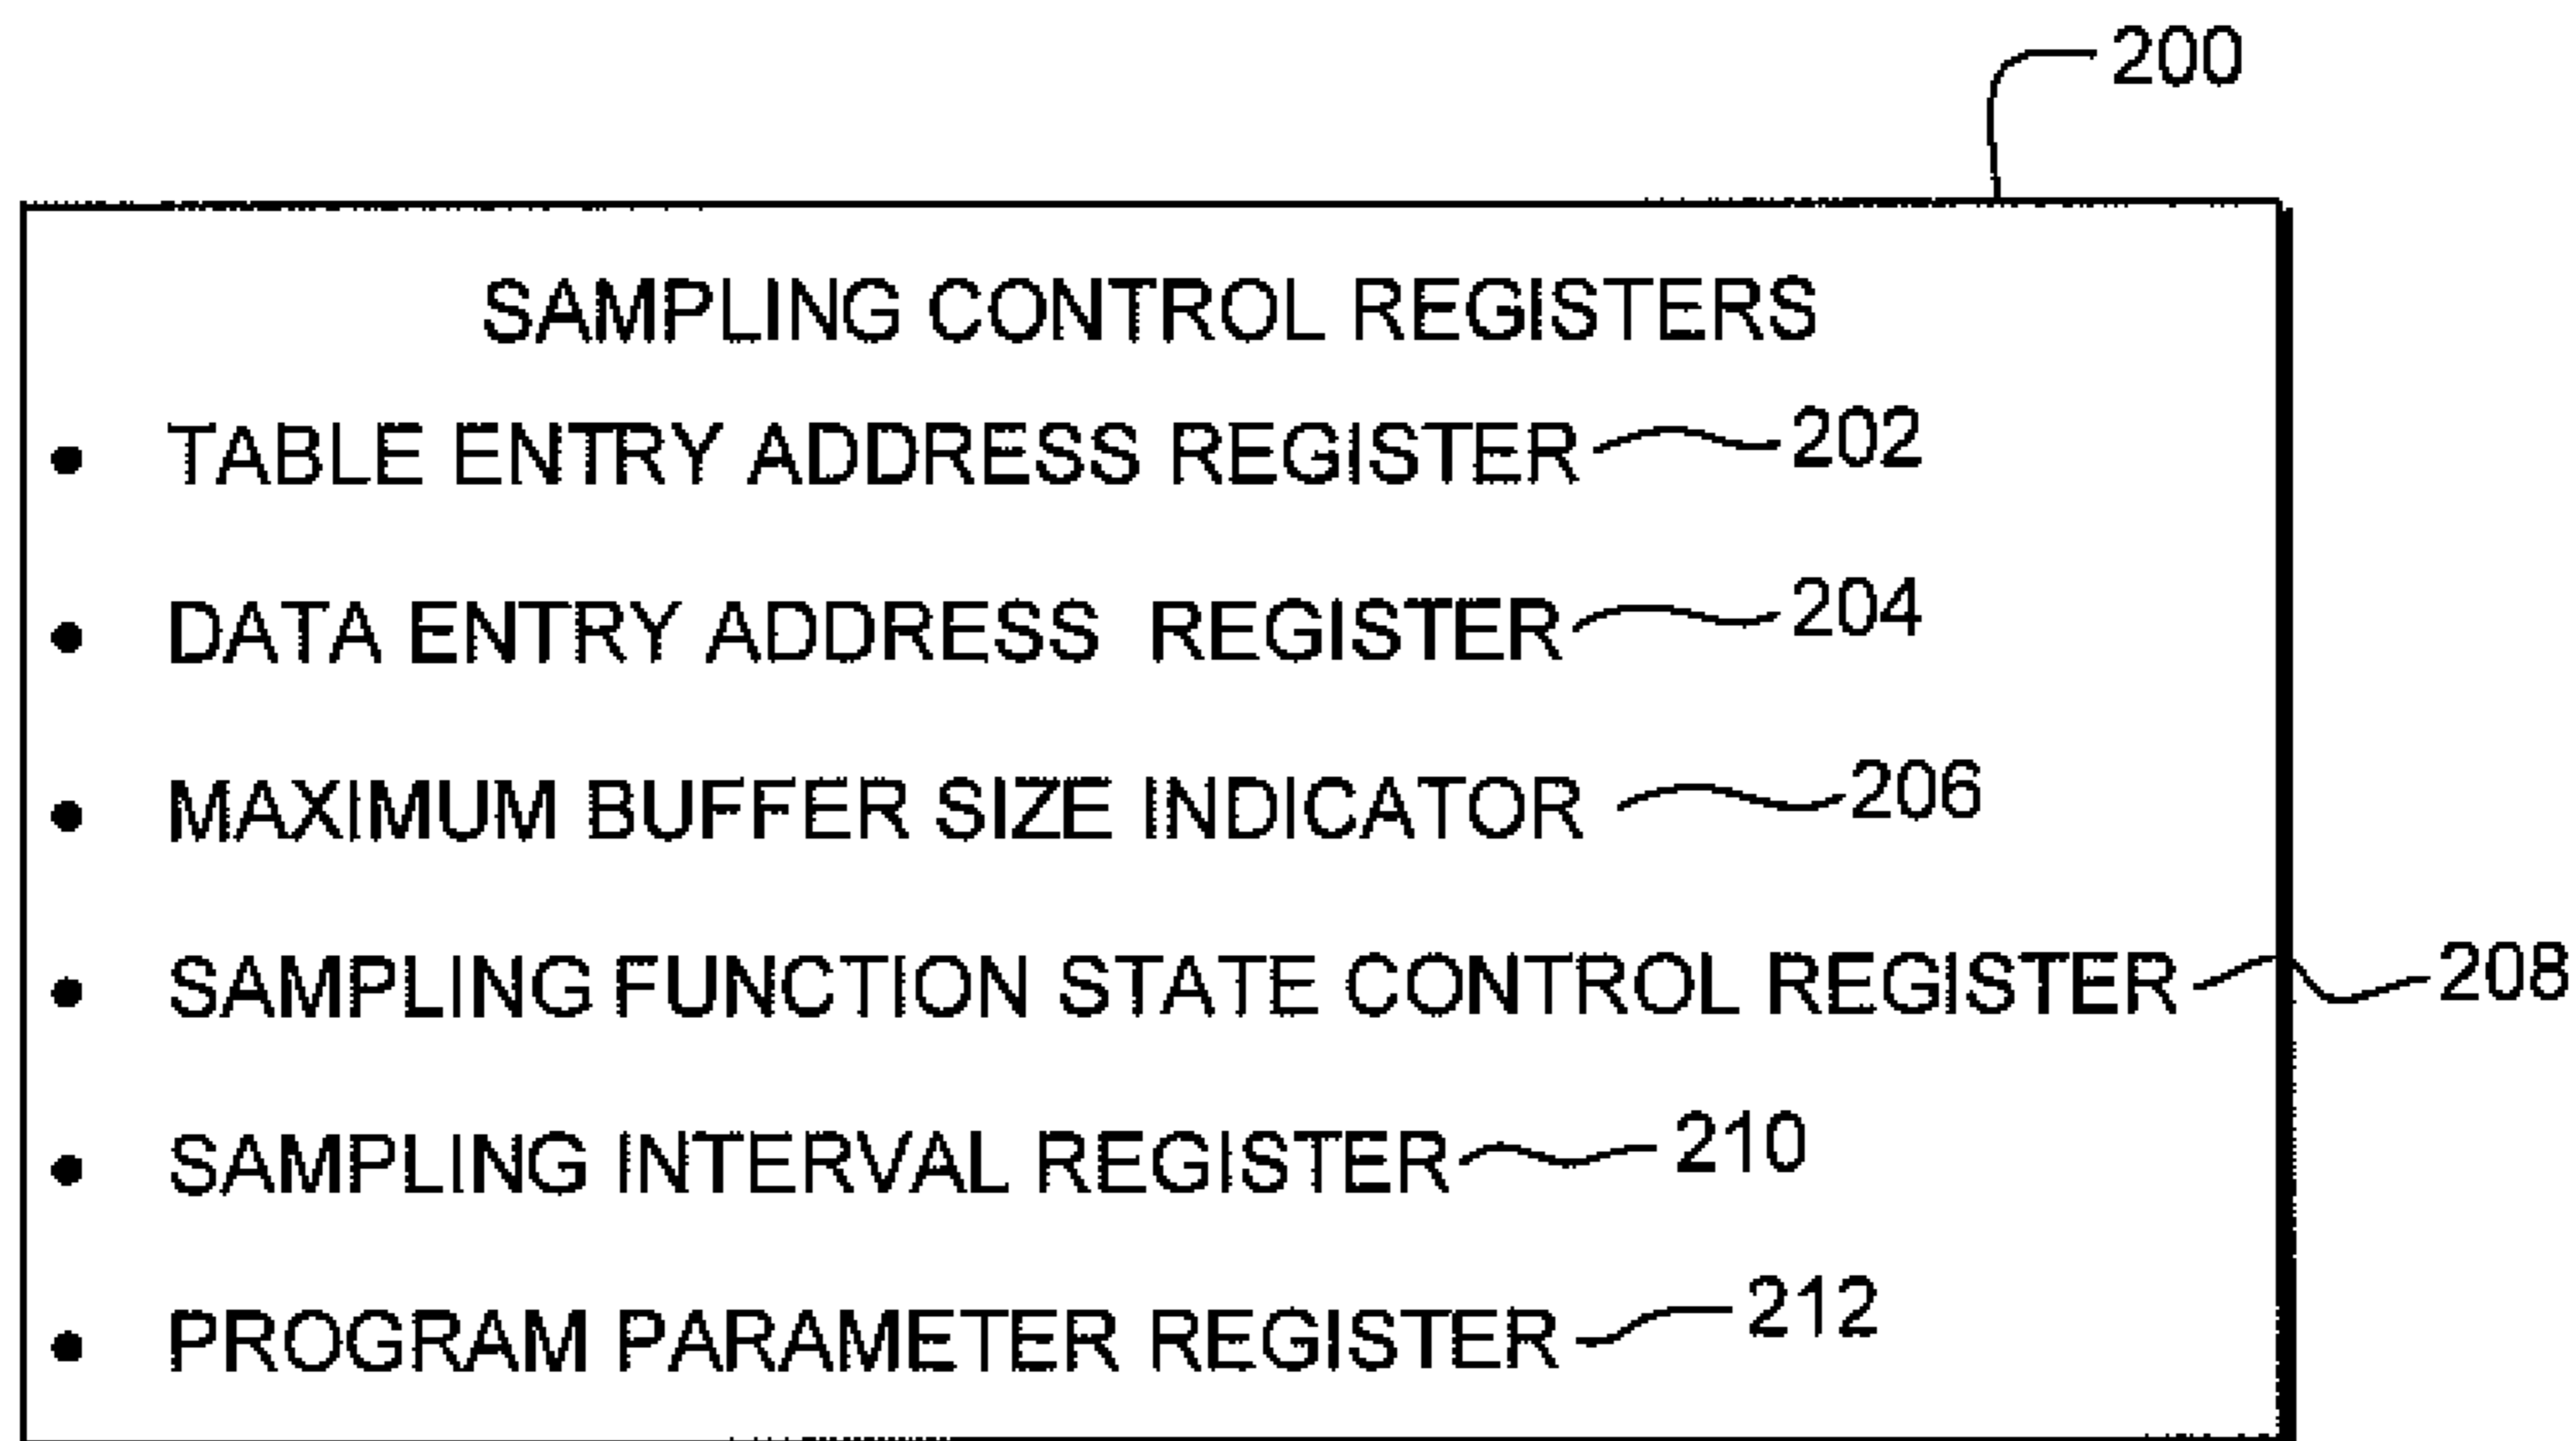 200
SAMPLING CONTROL REGISTERS
• TABLE ENTRY ADDRESS REGISTER 202
• DATA ENTRY ADDRESS REGISTER 204
• MAXIMUM BUFFER SIZE INDICATOR 206
• SAMPLING FUNCTION STATE CONTROL REGISTER 208
• SAMPLING INTERVAL REGISTER 210
• PROGRAM PARAMETER REGISTER 212